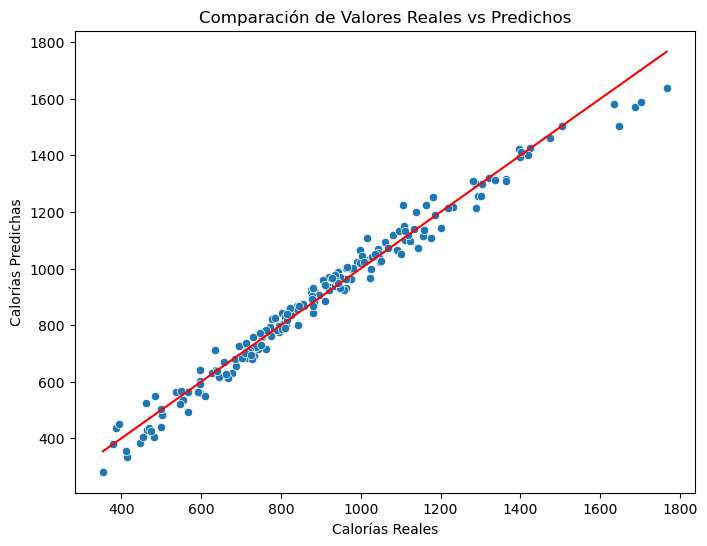 Comparación de Valores Reales vs Predichos
1800
1600
1400
1200
1000
800
600
400
Calorías Predichas
400 600 800 1000 1200 1400 1600 1800
Calorías Reales